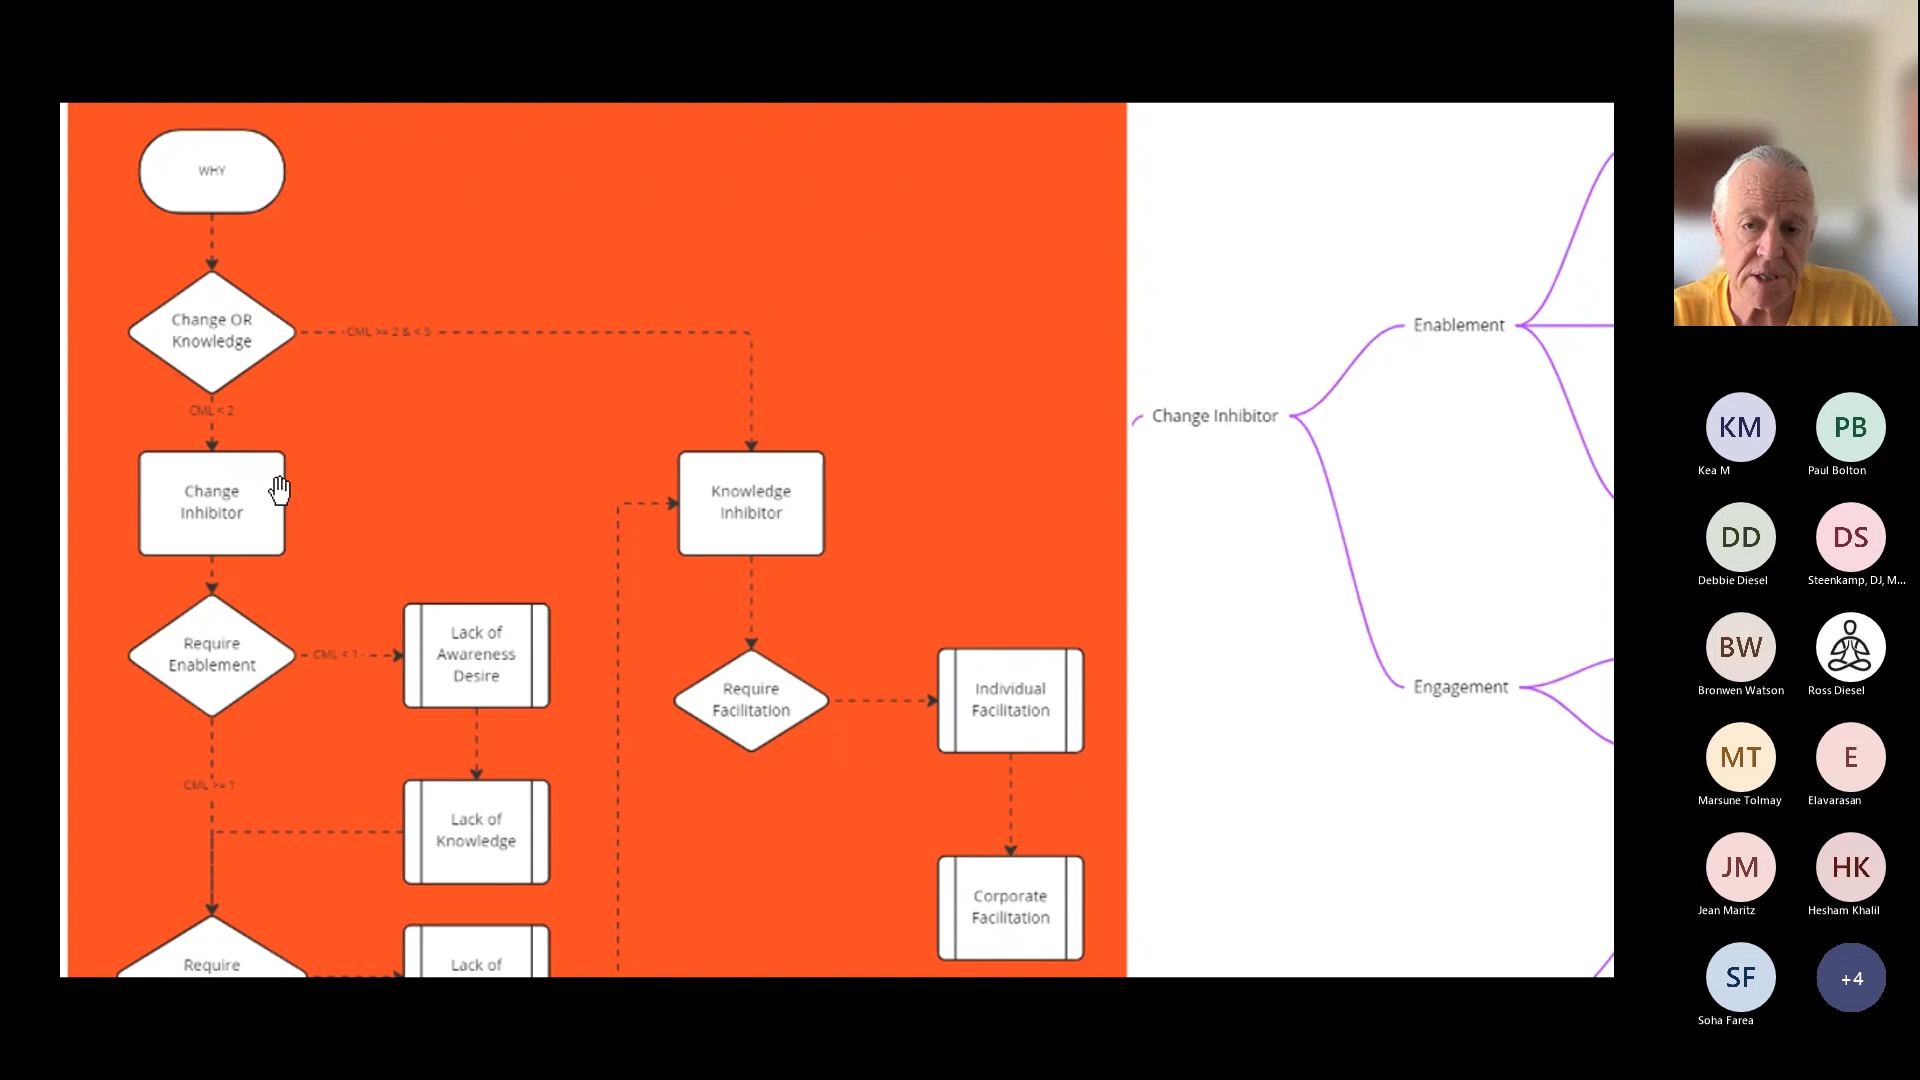 WHY
Change OR
Knowledge
CML >= 2 & < 5
CML < 2
Change
Inhibitor
Knowledge
Inhibitor
Require
Enablement
CML < 1
Lack of
Awareness
Desire
Require
Facilitation
Individual
Facilitation
CML >= 1
Lack of
Knowledge
Corporate
Facilitation
Require
Lack of
Change Inhibitor
Enablement
Engagement
KM
Kea M
PB
Paul Bolton
DD
Debbie Diesel
DS
Steenkamp, DJ, M...
BW
Bronwen Watson
Ross Diesel
MT
Marsune Tolmay
E
Elavarasan
JM
Jean Maritz
HK
Hesham Khalil
SF
Soha Farea
+4